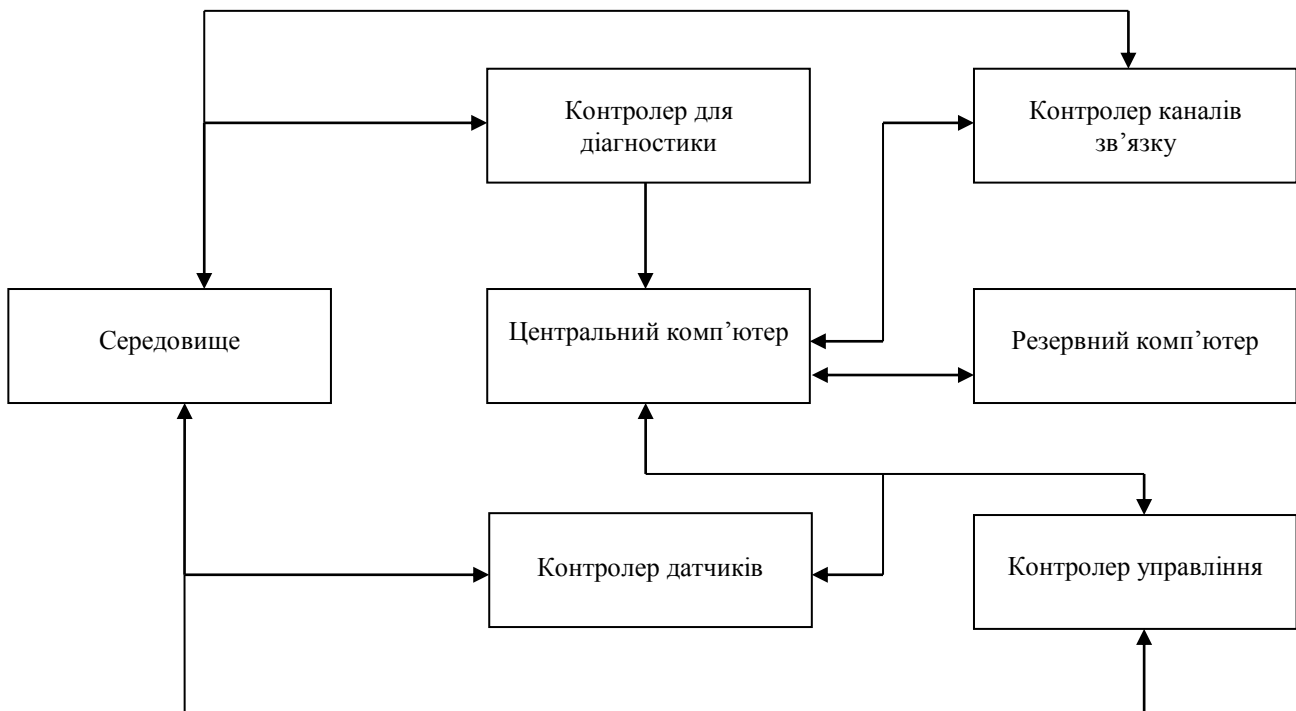 Контролер для
діагностики
Контролер каналів
зв’язку
Середовище
Центральний комп’ютер
Резервний комп’ютер
Контролер датчиків
Контролер управління